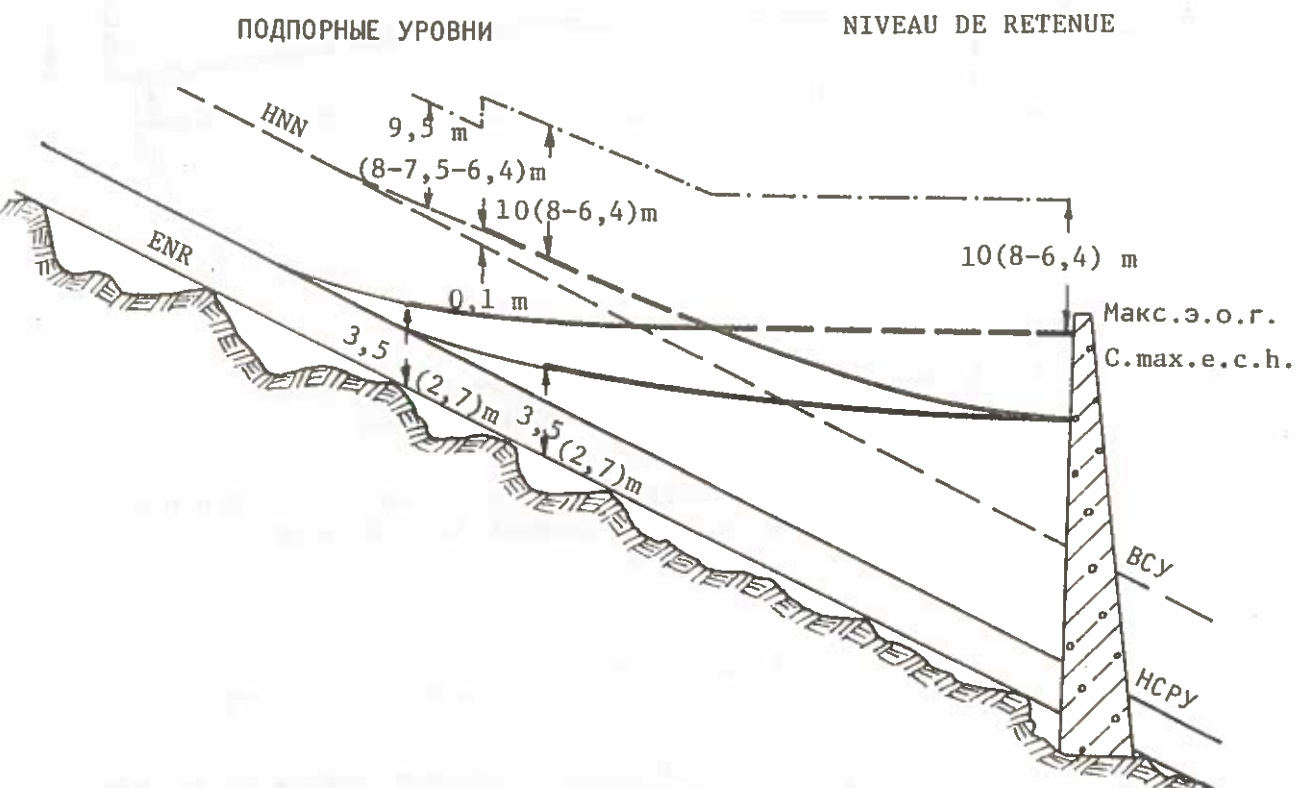 ПОДПОРНЫЕ УРОВНИ
NIVEAU DE RETENUE
HNN
9,5 m
(8-7,5-6,4)m
10(8-6,4)m
10(8-6,4) m
ENR
0,1 m
Макс.э.о.г.
C.max.e.c.h.
3,5
(2,7)m
3,5
(2,7)m
ВСУ
НСРУ